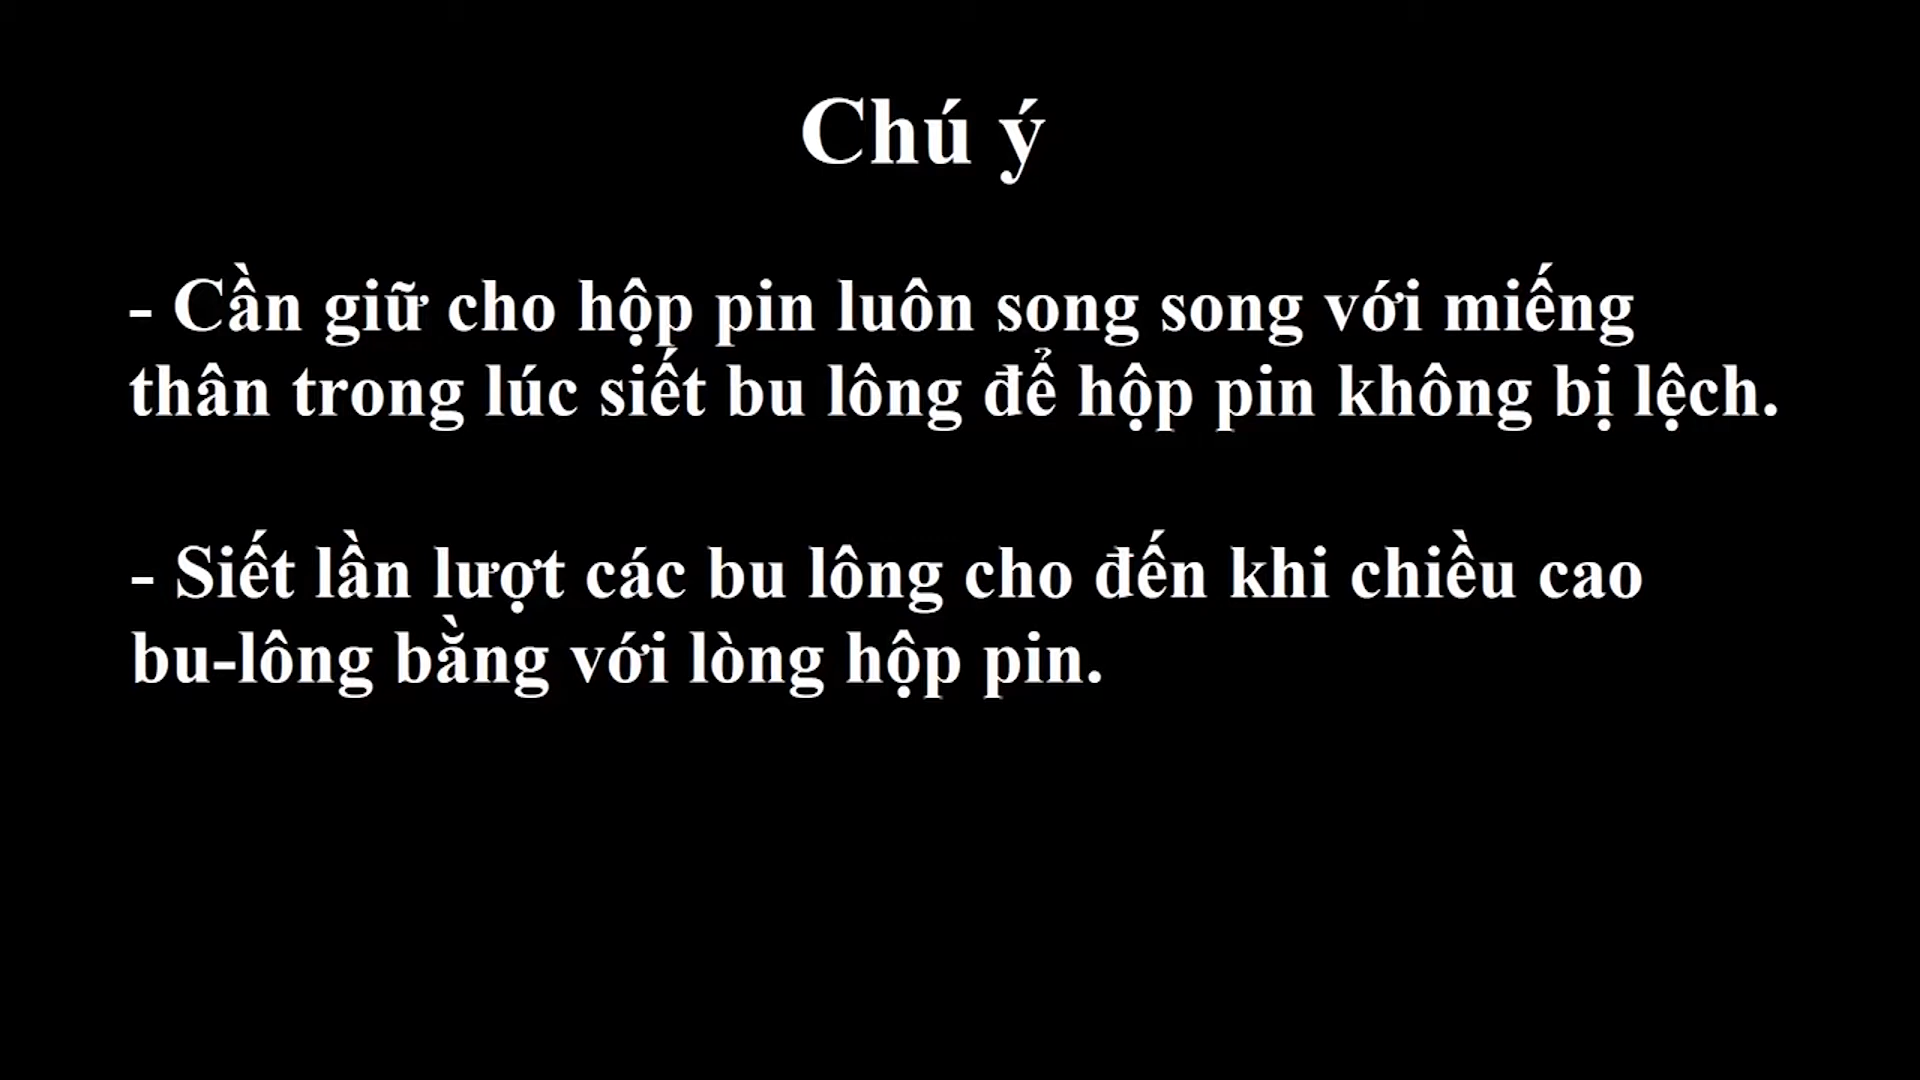 Chú ý
- Cần giữ cho hộp pin luôn song song với miếng
thân trong lúc siết bu lông để hộp pin không bị lệch.
- Siết lần lượt các bu lông cho đến khi chiều cao
bu-lông bằng với lòng hộp pin.